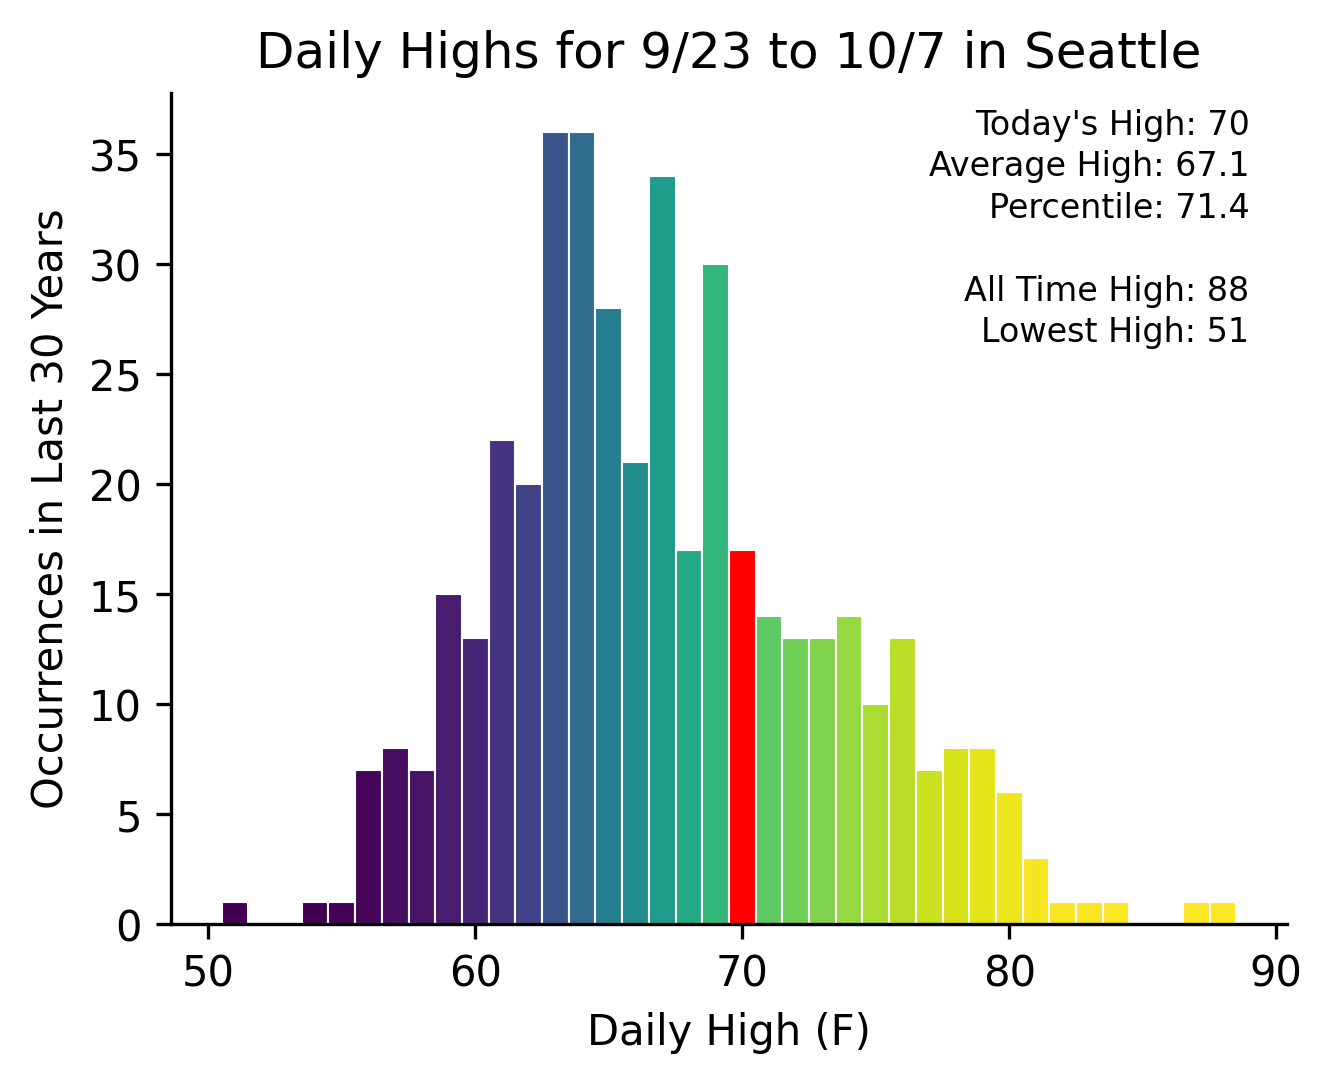 Daily Highs for 9/23 to 10/7 in Seattle
Today's High: 70
Average High: 67.1
Percentile: 71.4
All Time High: 88
Lowest High: 51
Occurrences in Last 30 Years
35
30
25
20
15
10
5
0
50 60 70 80 90
Daily High (F)